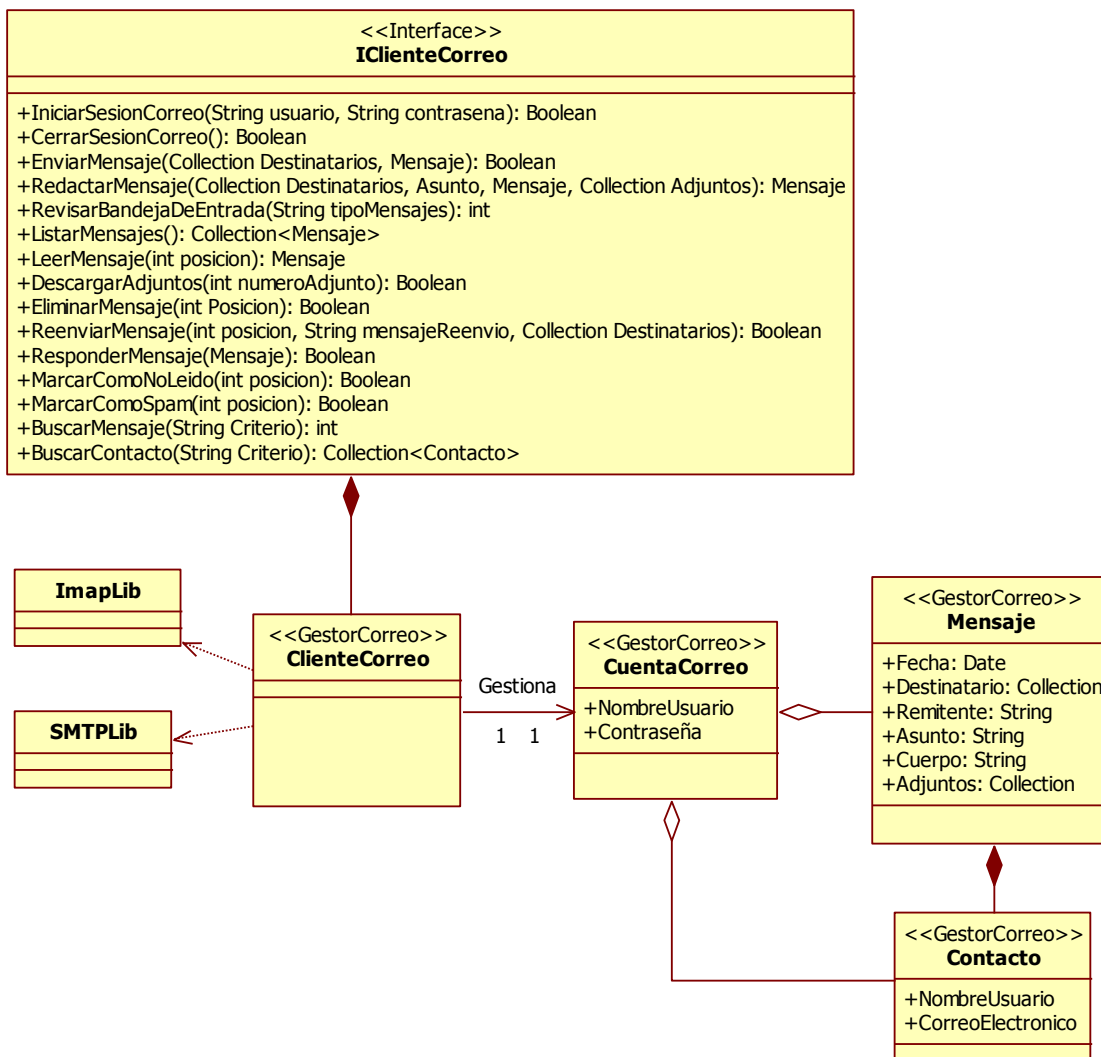 <<Interface>>
IClienteCorreo
+IniciarSesionCorreo(String usuario, String contrasena): Boolean
+CerrarSesionCorreo(): Boolean
+EnviarMensaje(Collection Destinatarios, Mensaje): Boolean
+RedactarMensaje(Collection Destinatarios, Asunto, Mensaje, Collection Adjuntos): Mensaje
+RevisarBandejaDeEntrada(String tipoMensajes): int
+ListarMensajes(): Collection<Mensaje>
+LeerMensaje(int posicion): Mensaje
+DescargarAdjuntos(int numeroAdjunto): Boolean
+EliminarMensaje(int Posicion): Boolean
+ReenviarMensaje(int posicion, String mensajeReenvio, Collection Destinatarios): Boolean
+ResponderMensaje(Mensaje): Boolean
+MarcarComoNoLeido(int posicion): Boolean
+MarcarComoSpam(int posicion): Boolean
+BuscarMensaje(String Criterio): int
+BuscarContacto(String Criterio): Collection<Contacto>
ImapLib
SMTPLib
<<GestorCorreo>>
ClienteCorreo
Gestiona
1 1
<<GestorCorreo>>
CuentaCorreo
+NombreUsuario
+Contraseña
<<GestorCorreo>>
Mensaje
+Fecha: Date
+Destinatario: Collection
+Remitente: String
+Asunto: String
+Cuerpo: String
+Adjuntos: Collection
<<GestorCorreo>>
Contacto
+NombreUsuario
+CorreoElectronico